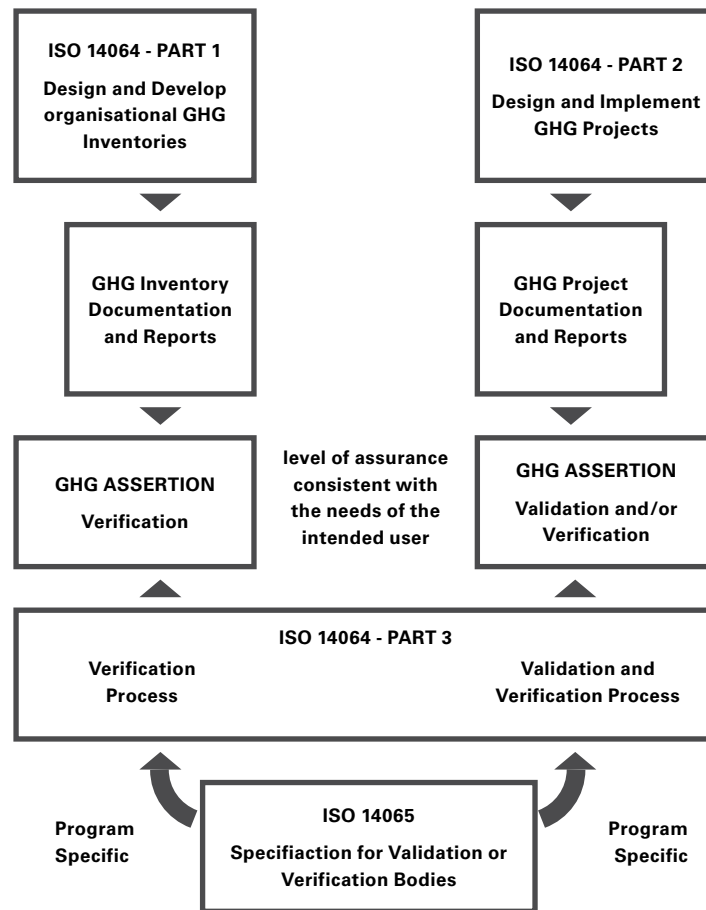 ISO 14064 - PART 1
Design and Develop
organisational GHG
Inventories
ISO 14064 - PART 2
Design and Implement
GHG Projects
GHG Inventory
Documentation
and Reports
GHG Project
Documentation
and Reports
GHG ASSERTION
Verification
level of assurance
consistent with
the needs of the
intended user
GHG ASSERTION
Validation and/or
Verification
ISO 14064 - PART 3
Verification
Process
Validation and
Verification Process
Program
Specific
ISO 14065
Specifiaction for Validation or
Verification Bodies
Program
Specific